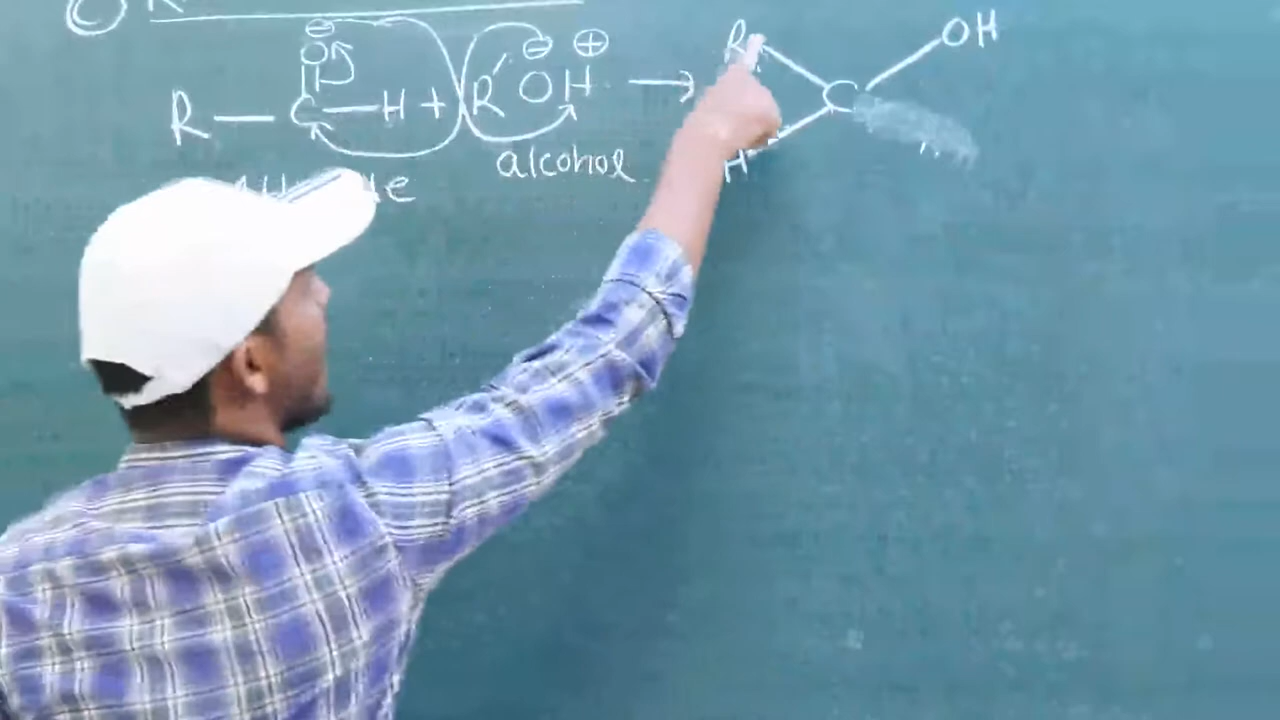 R
⊖
O
R — C — H + R′ O⊖ H⊕ → R C OH
H
alcohol